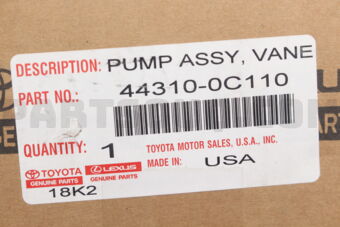 DESCRIPTION: PUMP ASSY, VANE
PART NO.: 44310-0C110
QUANTITY: 1 TOYOTA MOTOR SALES, U.S.A., INC.
MADE IN: USA
TOYOTA LEXUS
GENUINE PARTS GENUINE PARTS
18K2